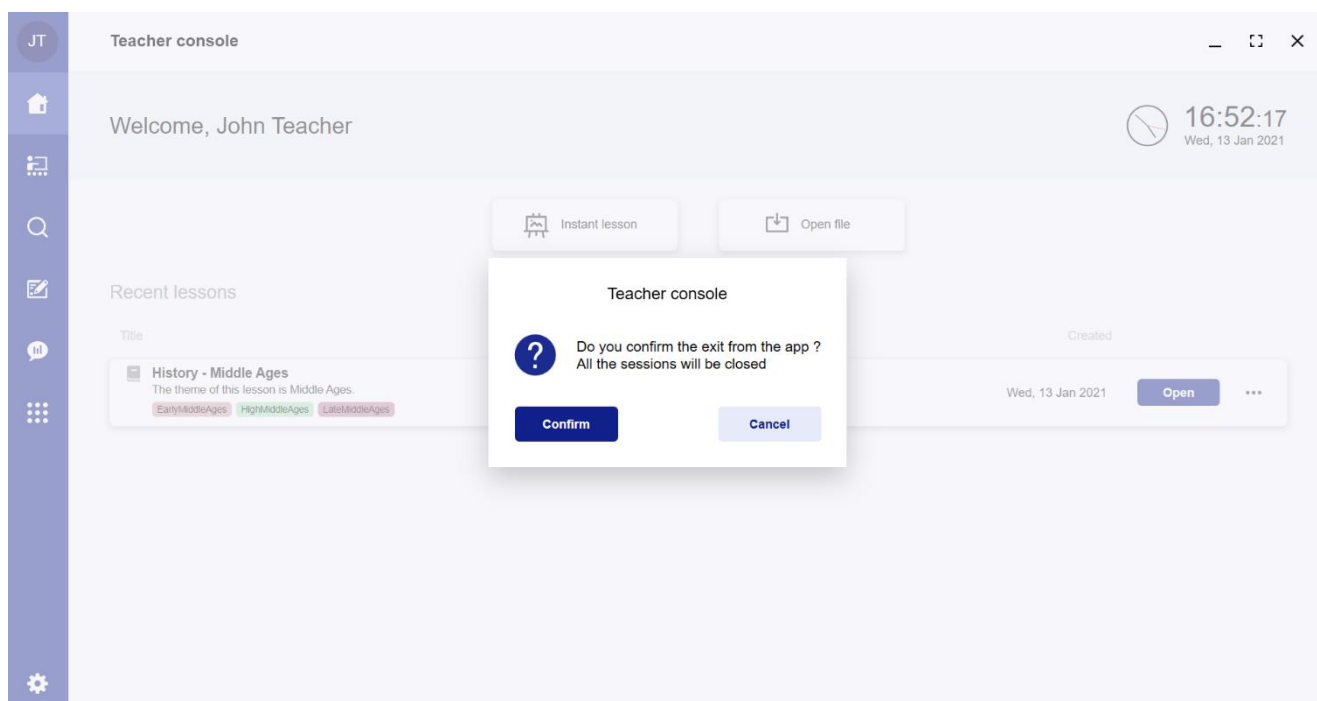 JT
Teacher console
Welcome, John Teacher
16:52:17
Wed, 13 Jan 2021
Instant lesson
Open file
Recent lessons
Title
Created
History - Middle Ages
The theme of this lesson is Middle Ages.
EarlyMiddleAges HighMiddleAges LateMiddleAges
Wed, 13 Jan 2021
Open
Teacher console
?
Do you confirm the exit from the app ?
All the sessions will be closed
Confirm
Cancel